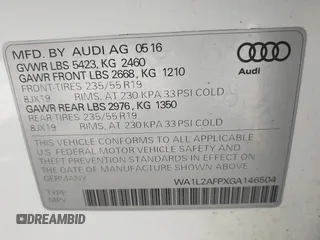 MFD. BY AUDI AG 05 16
GVWR LBS 5423, KG 2460
GAWR FRONT LBS 2668, KG 1210
FRONT-TIRES 235/55 R19
8JX19 RIMS, AT 230 KPA 33 PSI COLD
GAWR REAR LBS 2976, KG 1350
REAR TIRES 235/55 R19
8JX19 RIMS, AT 230 KPA 33 PSI COLD
THIS VEHICLE CONFORMS TO ALL APPLICABLE
U.S. FEDERAL MOTOR VEHICLE SAFETY, BUMPER
AND THEFT PREVENTION STANDARDS IN EFFECT ON
THE DATE OF MANUFACTURE SHOWN ABOVE.
WA1L2AFPXGA146504
TYPE:
MPV
Audi
DREAMBID